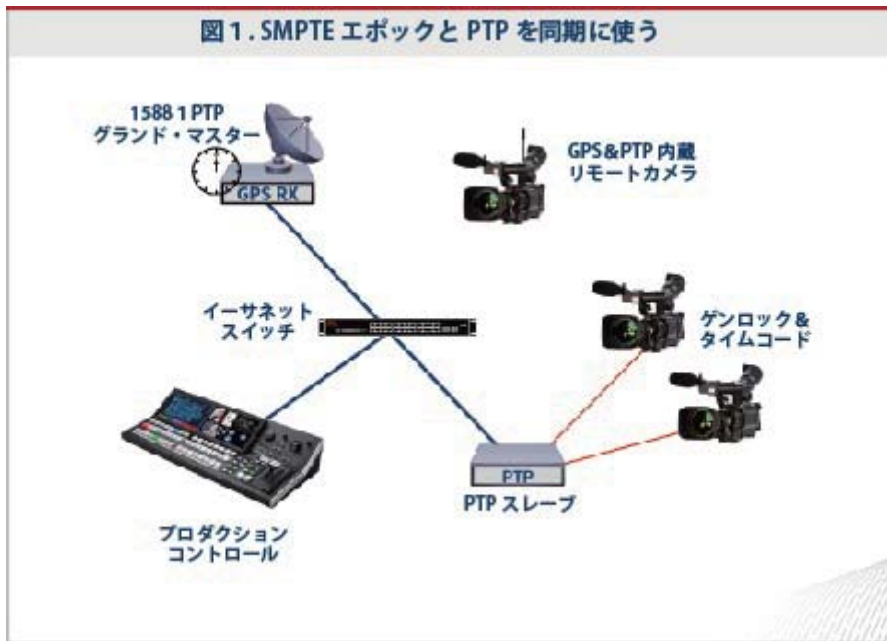 図1. SMPTE エポックと PTP を同期に使う
1588 1 PTP
グランド・マスター
GPS RX
GPS&PTP 内蔵
リモートカメラ
イーサネット
スイッチ
ゲンロック&
タイムコード
PTP
PTP スレーブ
プロダクション
コントロール